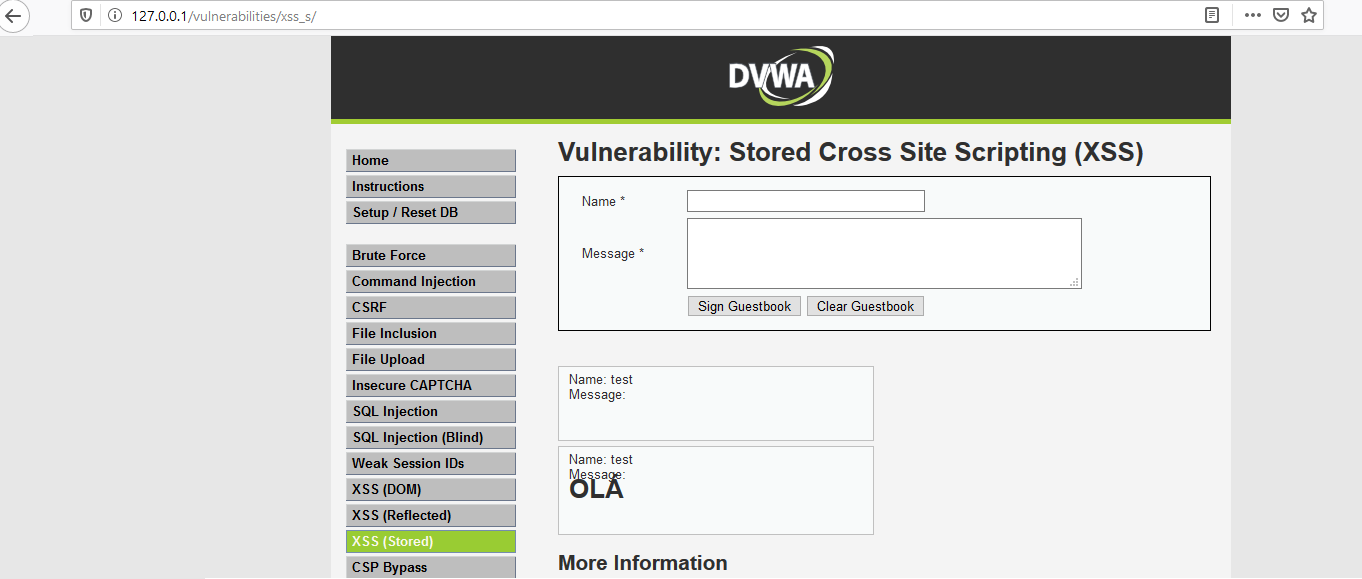 127.0.0.1/vulnerabilities/xss_s/
DVWA
Home
Instructions
Setup / Reset DB
Brute Force
Command Injection
CSRF
File Inclusion
File Upload
Insecure CAPTCHA
SQL Injection
SQL Injection (Blind)
Weak Session IDs
XSS (DOM)
XSS (Reflected)
XSS (Stored)
CSP Bypass
Vulnerability: Stored Cross Site Scripting (XSS)
Name *
Message *
Sign Guestbook Clear Guestbook
Name: test
Message:
Name: test
Message:
OLÁ
More Information